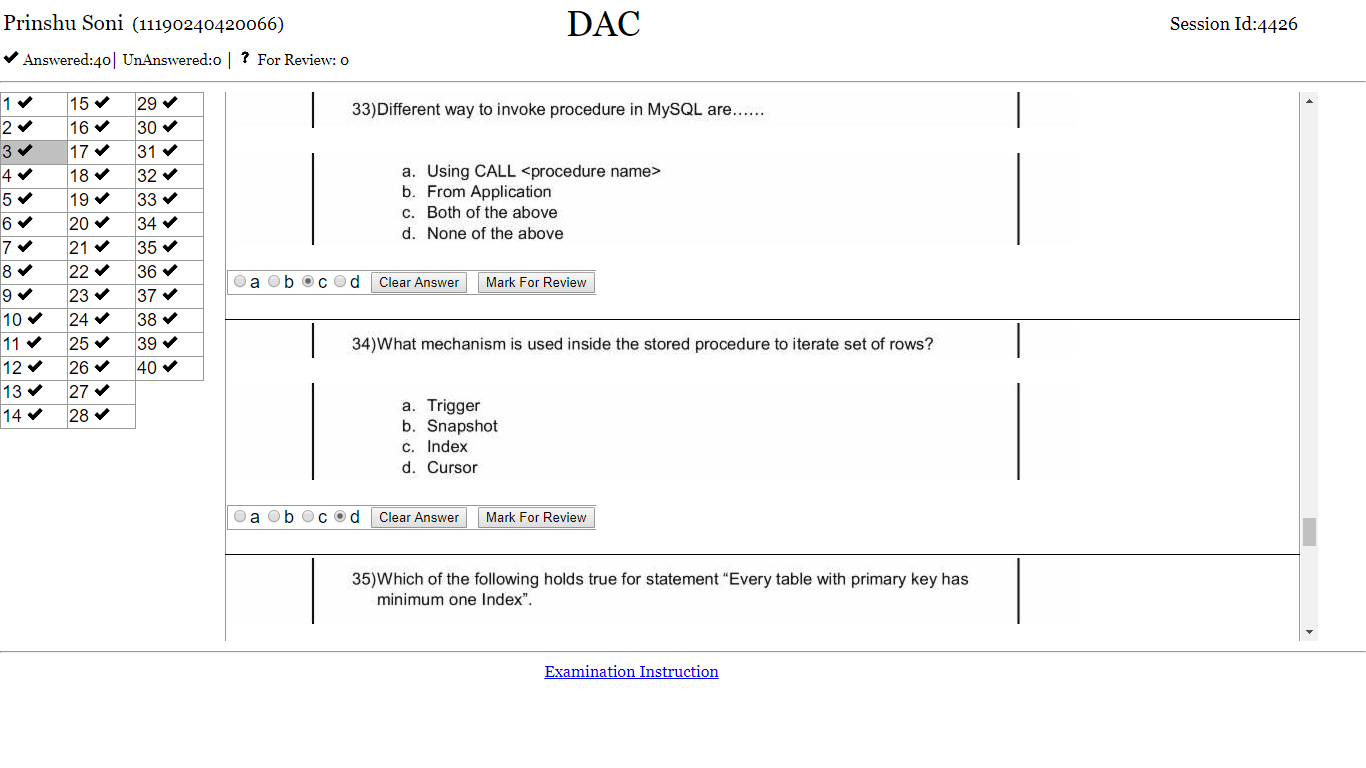 Prinshu Soni (11190240420066)
DAC
Session Id:4426
✔ Answered:40| UnAnswered:0 | ? For Review: 0
1 ✔ 15 ✔ 29 ✔
2 ✔ 16 ✔ 30 ✔
3 ✔ 17 ✔ 31 ✔
4 ✔ 18 ✔ 32 ✔
5 ✔ 19 ✔ 33 ✔
6 ✔ 20 ✔ 34 ✔
7 ✔ 21 ✔ 35 ✔
8 ✔ 22 ✔ 36 ✔
9 ✔ 23 ✔ 37 ✔
10 ✔ 24 ✔ 38 ✔
11 ✔ 25 ✔ 39 ✔
12 ✔ 26 ✔ 40 ✔
13 ✔ 27 ✔
14 ✔ 28 ✔
33)Different way to invoke procedure in MySQL are......
a. Using CALL <procedure name>
b. From Application
c. Both of the above
d. None of the above
a b c d Clear Answer Mark For Review
34)What mechanism is used inside the stored procedure to iterate set of rows?
a. Trigger
b. Snapshot
c. Index
d. Cursor
a b c d Clear Answer Mark For Review
35)Which of the following holds true for statement “Every table with primary key has
minimum one Index”.
Examination Instruction